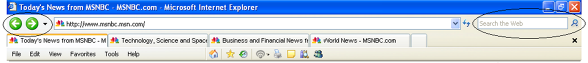 Today's News from MSNBC - MSNBC.com - Microsoft Internet Explorer
http://www.msnbc.msn.com/ Search the Web
Today's News from MSNBC - M Technology, Science and Space Business and Financial News fr World News - MSNBC.com
File Edit View Favorites Tools Help